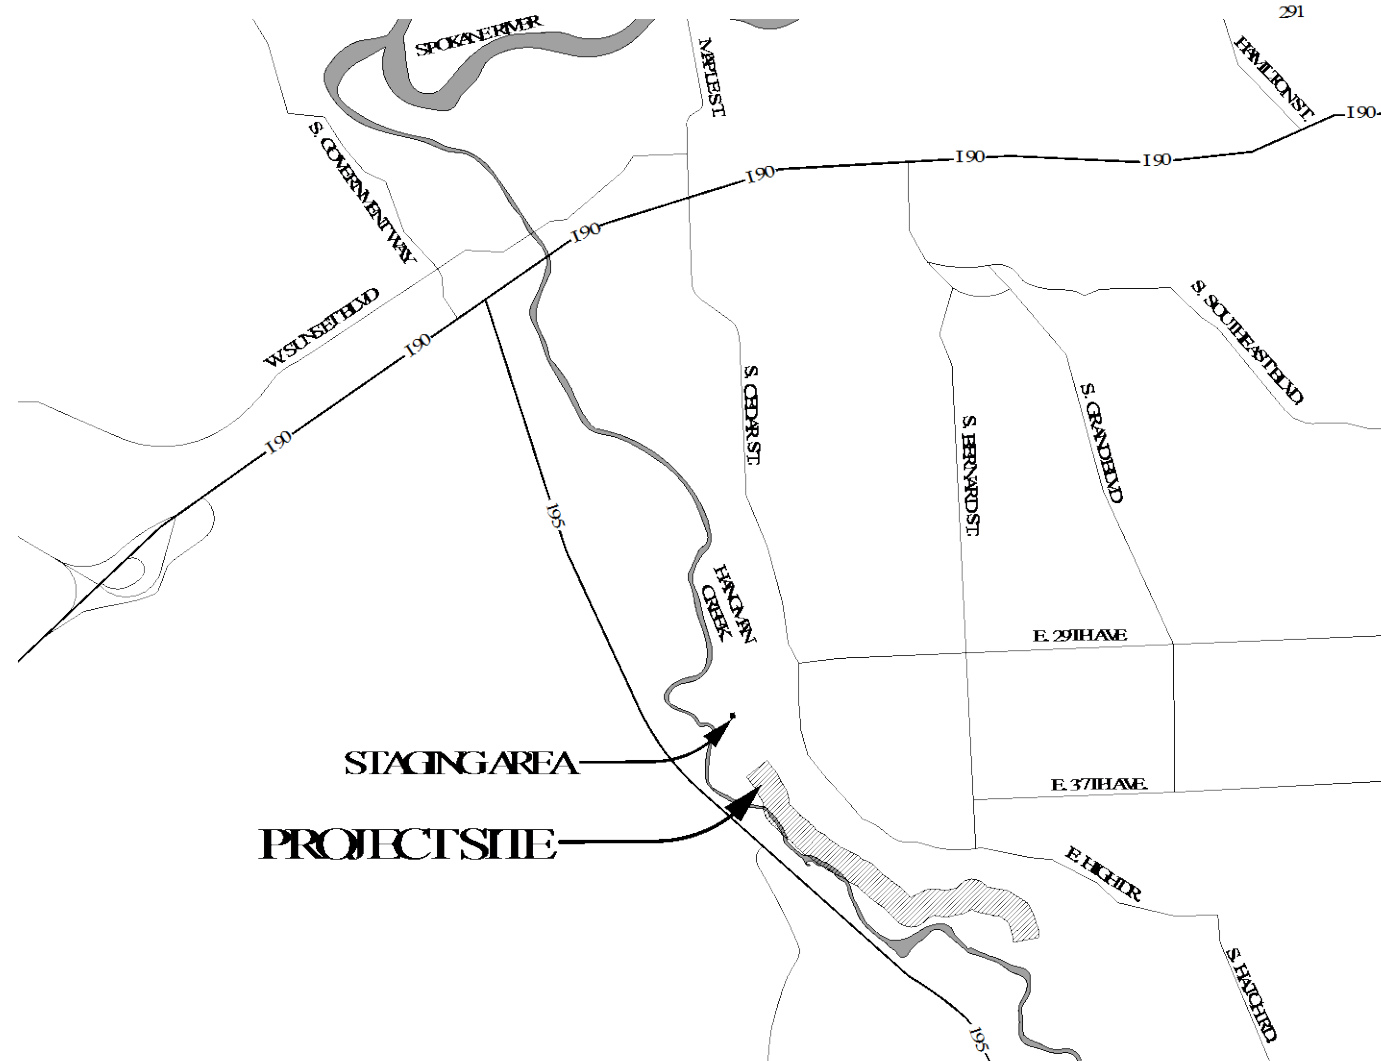 291
SPOKANE RIVER
MAPLE ST.
HAMILTON ST.
I 90
I 90
I 90
I 90
I 90
S. GOVERNMENT WAY
W. SUNSET BLVD
I 90
I 90
S. SOUTHEAST BLVD.
S. CEDAR ST.
S. BERNARD ST.
S. GRAND BLVD
195
HANGMAN
CREEK
E. 29TH AVE
STAGING AREA
E. 37TH AVE.
PROJECT SITE
E. HIGH DR.
S. HATCH RD.
195